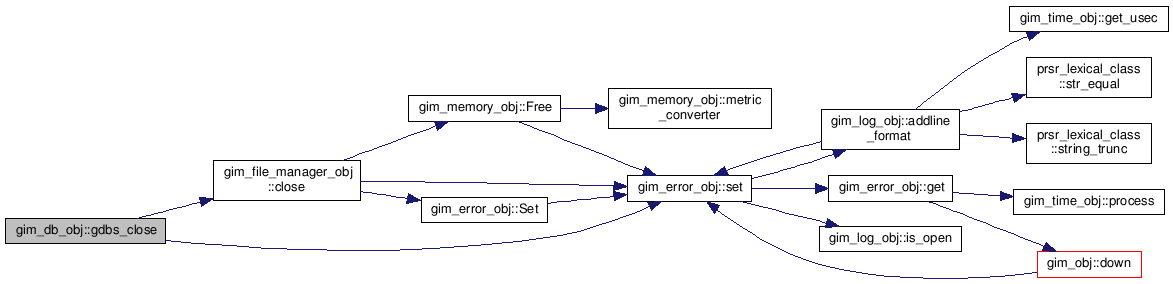 gim_db_obj::gdbs_close
gim_file_manager_obj
::close
gim_memory_obj::Free
gim_error_obj::Set
gim_memory_obj::metric
_converter
gim_error_obj::set
gim_log_obj::addline
_format
gim_error_obj::get
gim_log_obj::is_open
gim_time_obj::get_usec
prsr_lexical_class
::str_equal
prsr_lexical_class
::string_trunc
gim_time_obj::process
gim_obj::down